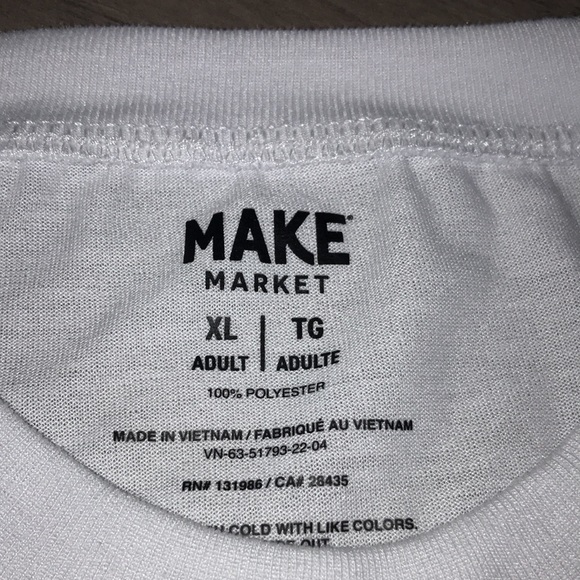 MAKE®
MARKET
XL | TG
ADULT | ADULTE
100% POLYESTER
MADE IN VIETNAM / FABRIQUÉ AU VIETNAM
VN-63-51793-22-04
RN# 131986 / CA# 28435
COLD WITH LIKE COLORS.
OUT